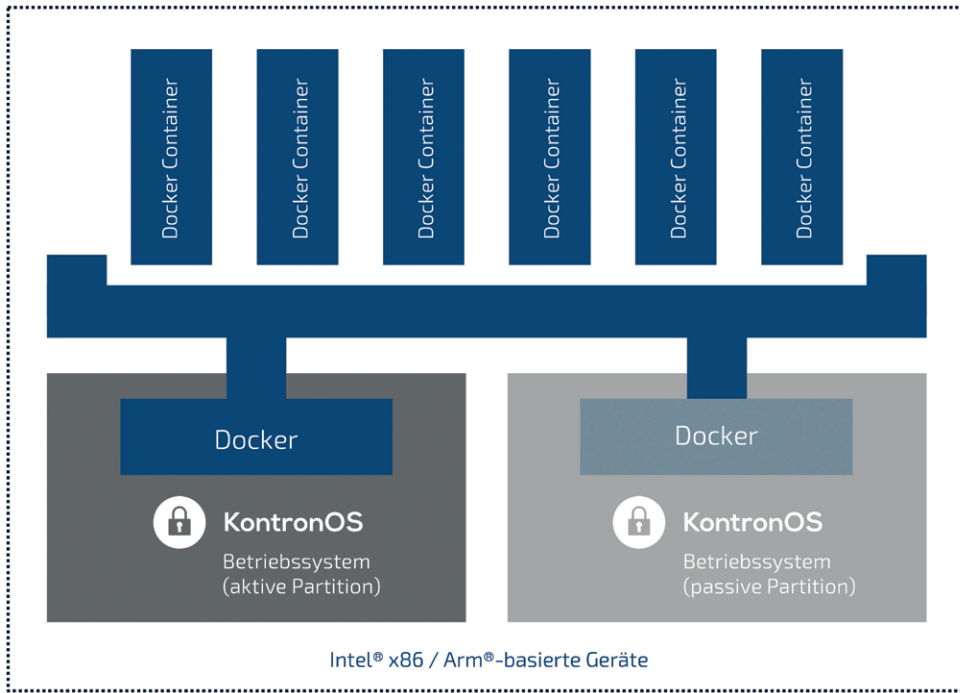 Docker Container
Docker Container
Docker Container
Docker Container
Docker Container
Docker Container
Docker
Docker
KontronOS
Betriebssystem
(aktive Partition)
KontronOS
Betriebssystem
(passive Partition)
Intel® x86 / Arm®-basierte Geräte